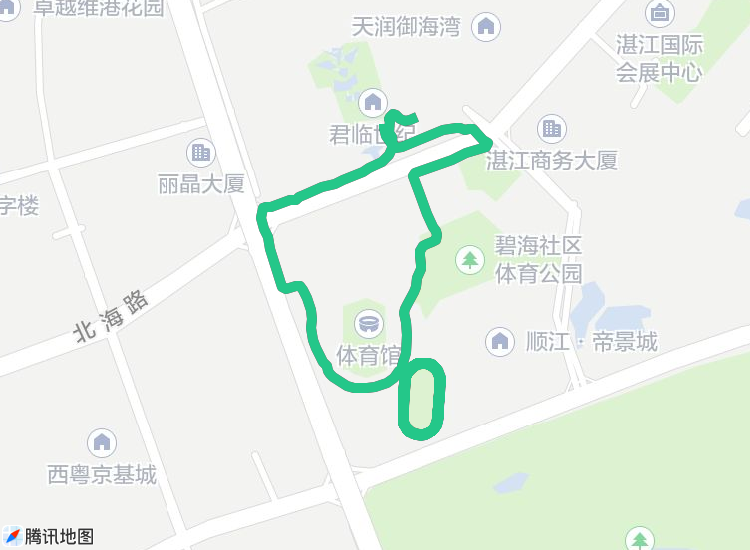 卓越维港花园
天润御海湾
湛江国际
会展中心
君临世纪
湛江商务大厦
丽晶大厦
字楼
碧海社区
体育公园
北海路
体育馆
顺江·帝景城
西粤京基城
腾讯地图